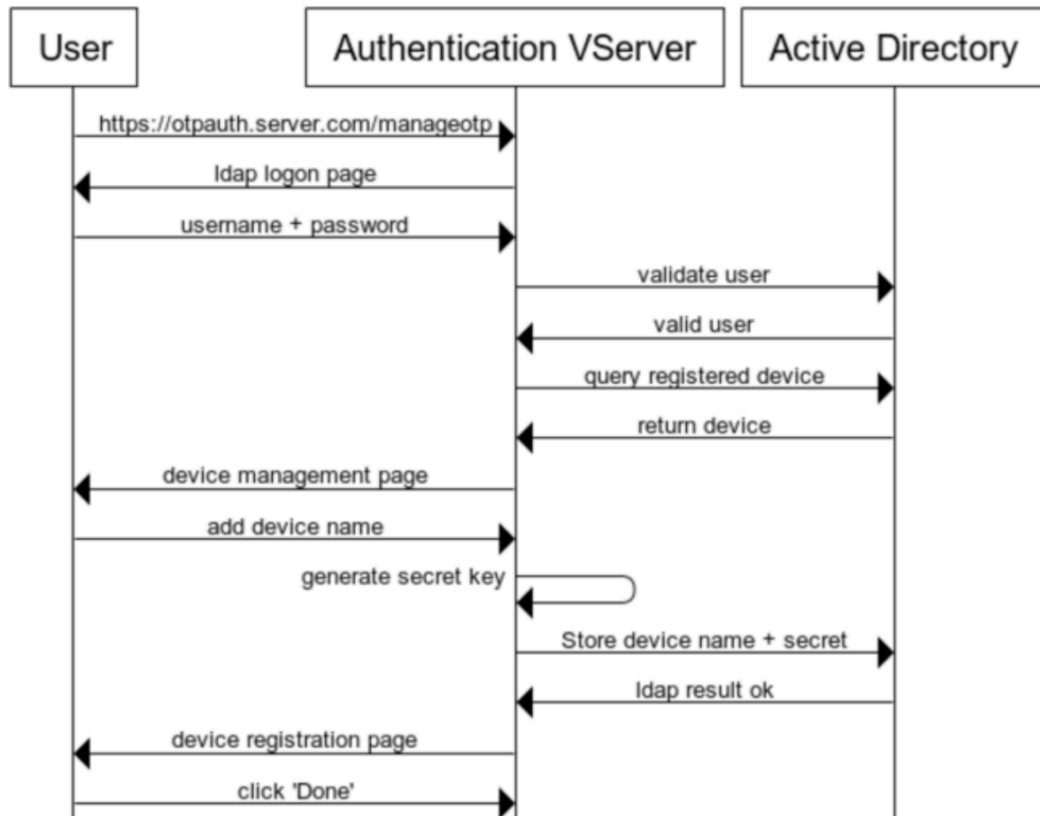 User
Authentication VServer
Active Directory
https://otpauth.server.com/manageotp
ldap logon page
username + password
validate user
valid user
query registered device
return device
device management page
add device name
generate secret key
Store device name + secret
ldap result ok
device registration page
click 'Done'